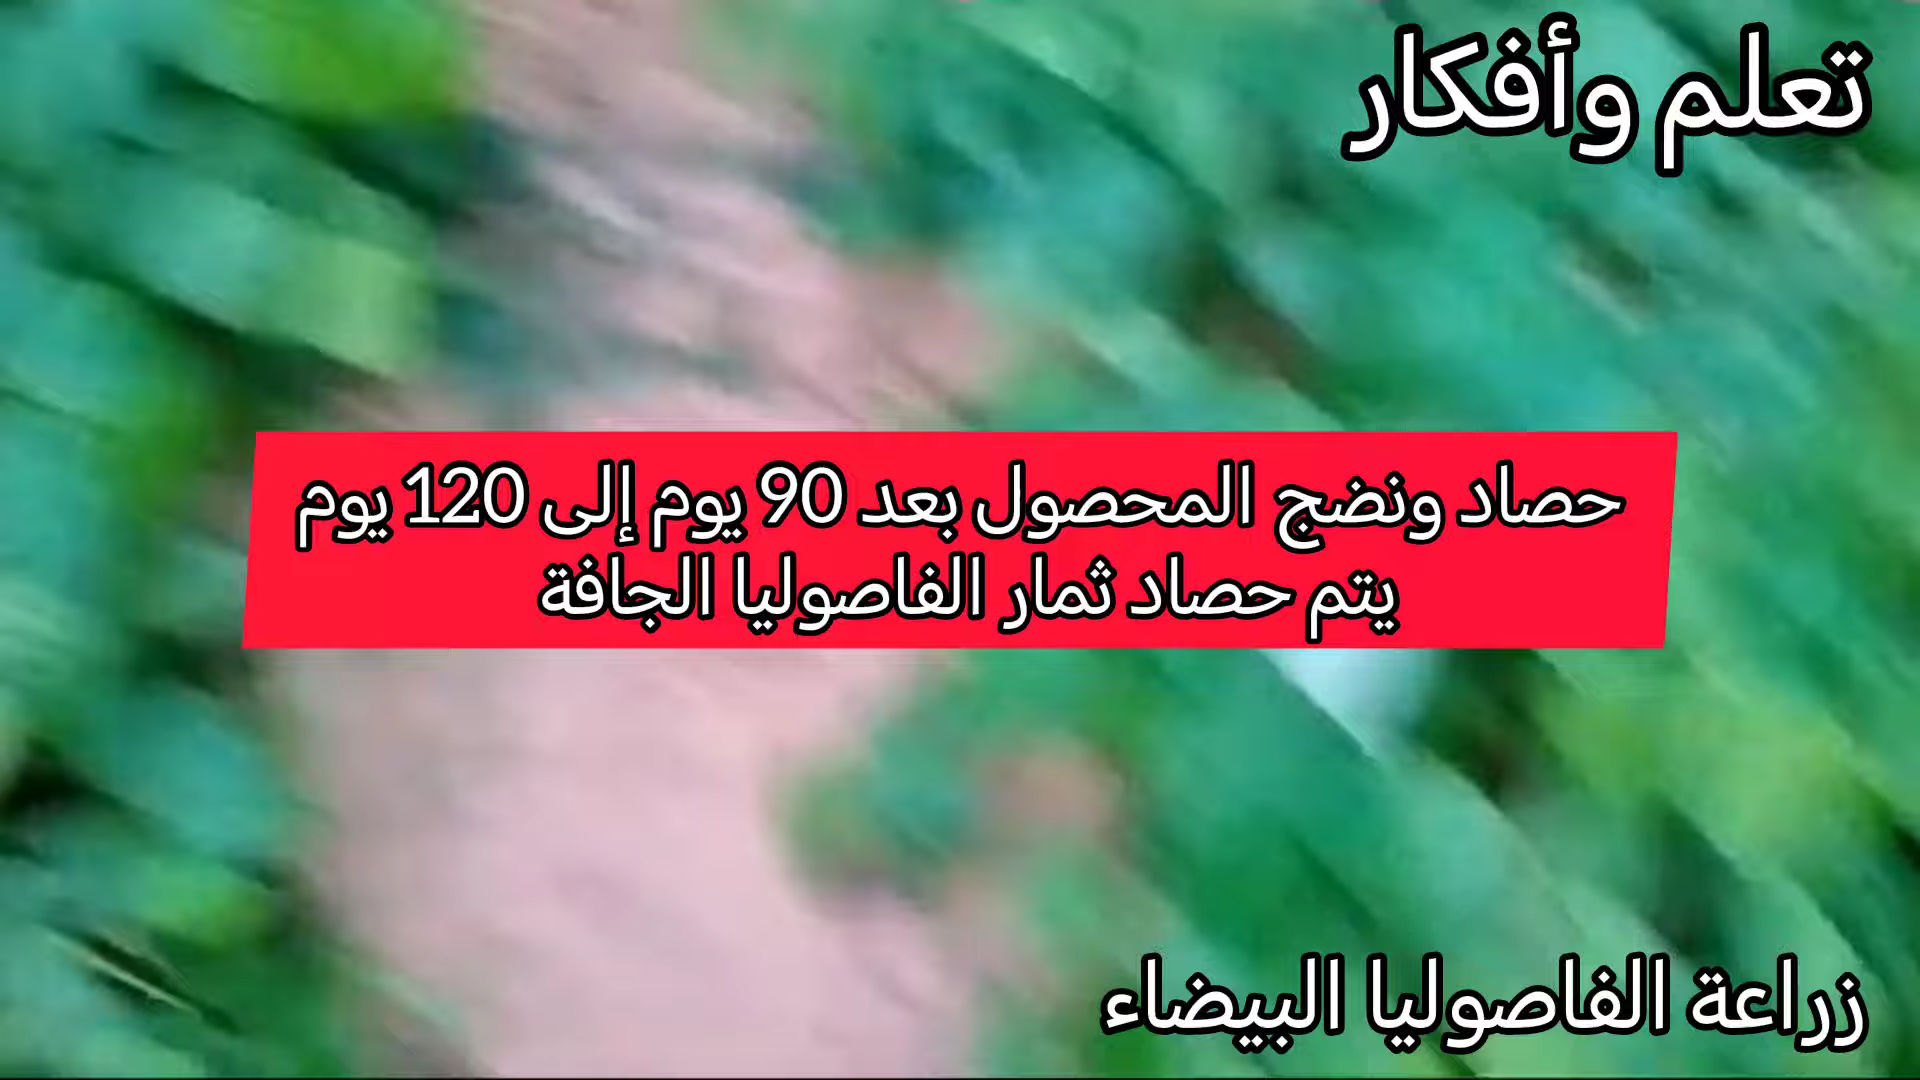 تعلم وأفكار
حصاد ونضج المحصول بعد 90 يوم إلى 120 يوم
يتم حصاد ثمار الفاصوليا الجافة
زراعة الفاصوليا البيضاء